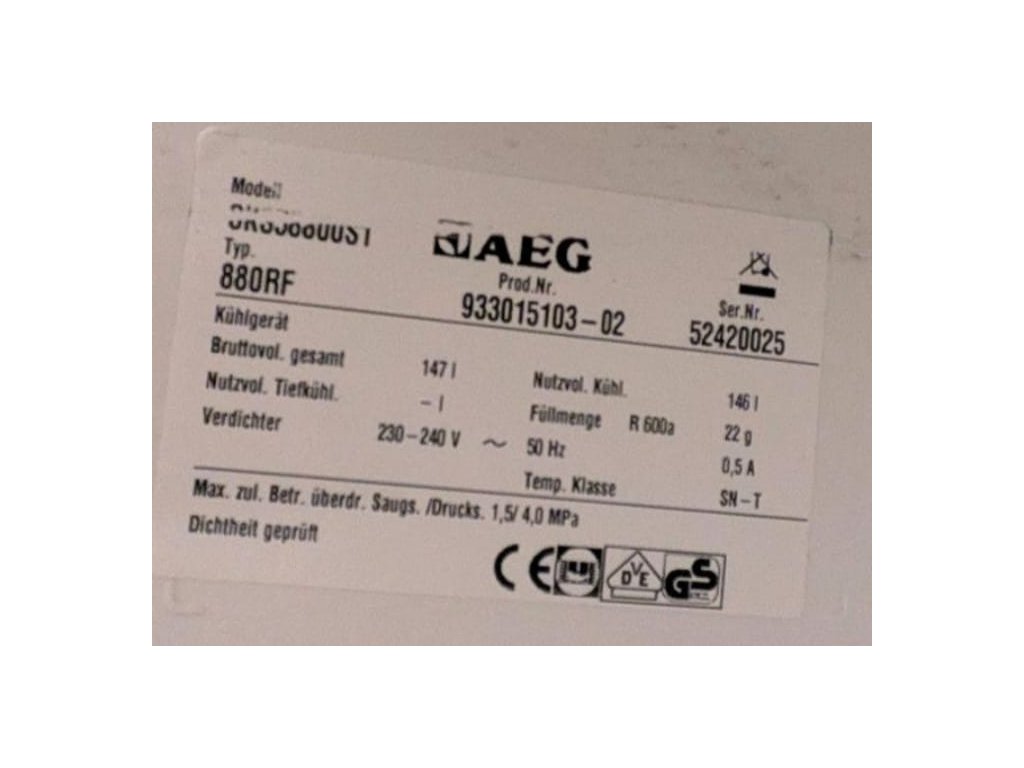 Modell
AEG
Typ.
880RF
Prod.Nr.
933015103-02
Ser.Nr.
52420025
Kühlgerät
Bruttovol. gesamt 147 l Nutzvol. Kühl. 146 l
Nutzvol. Tiefkühl. - l Füllmenge R 600a 22 g
Verdichter 230-240 V ~ 50 Hz 0,5 A
Temp. Klasse SN-T
Max. zul. Betr. überdr. Saugs. /Drucks. 1,5/ 4,0 MPa
Dichtheit geprüft
CE VDE GS